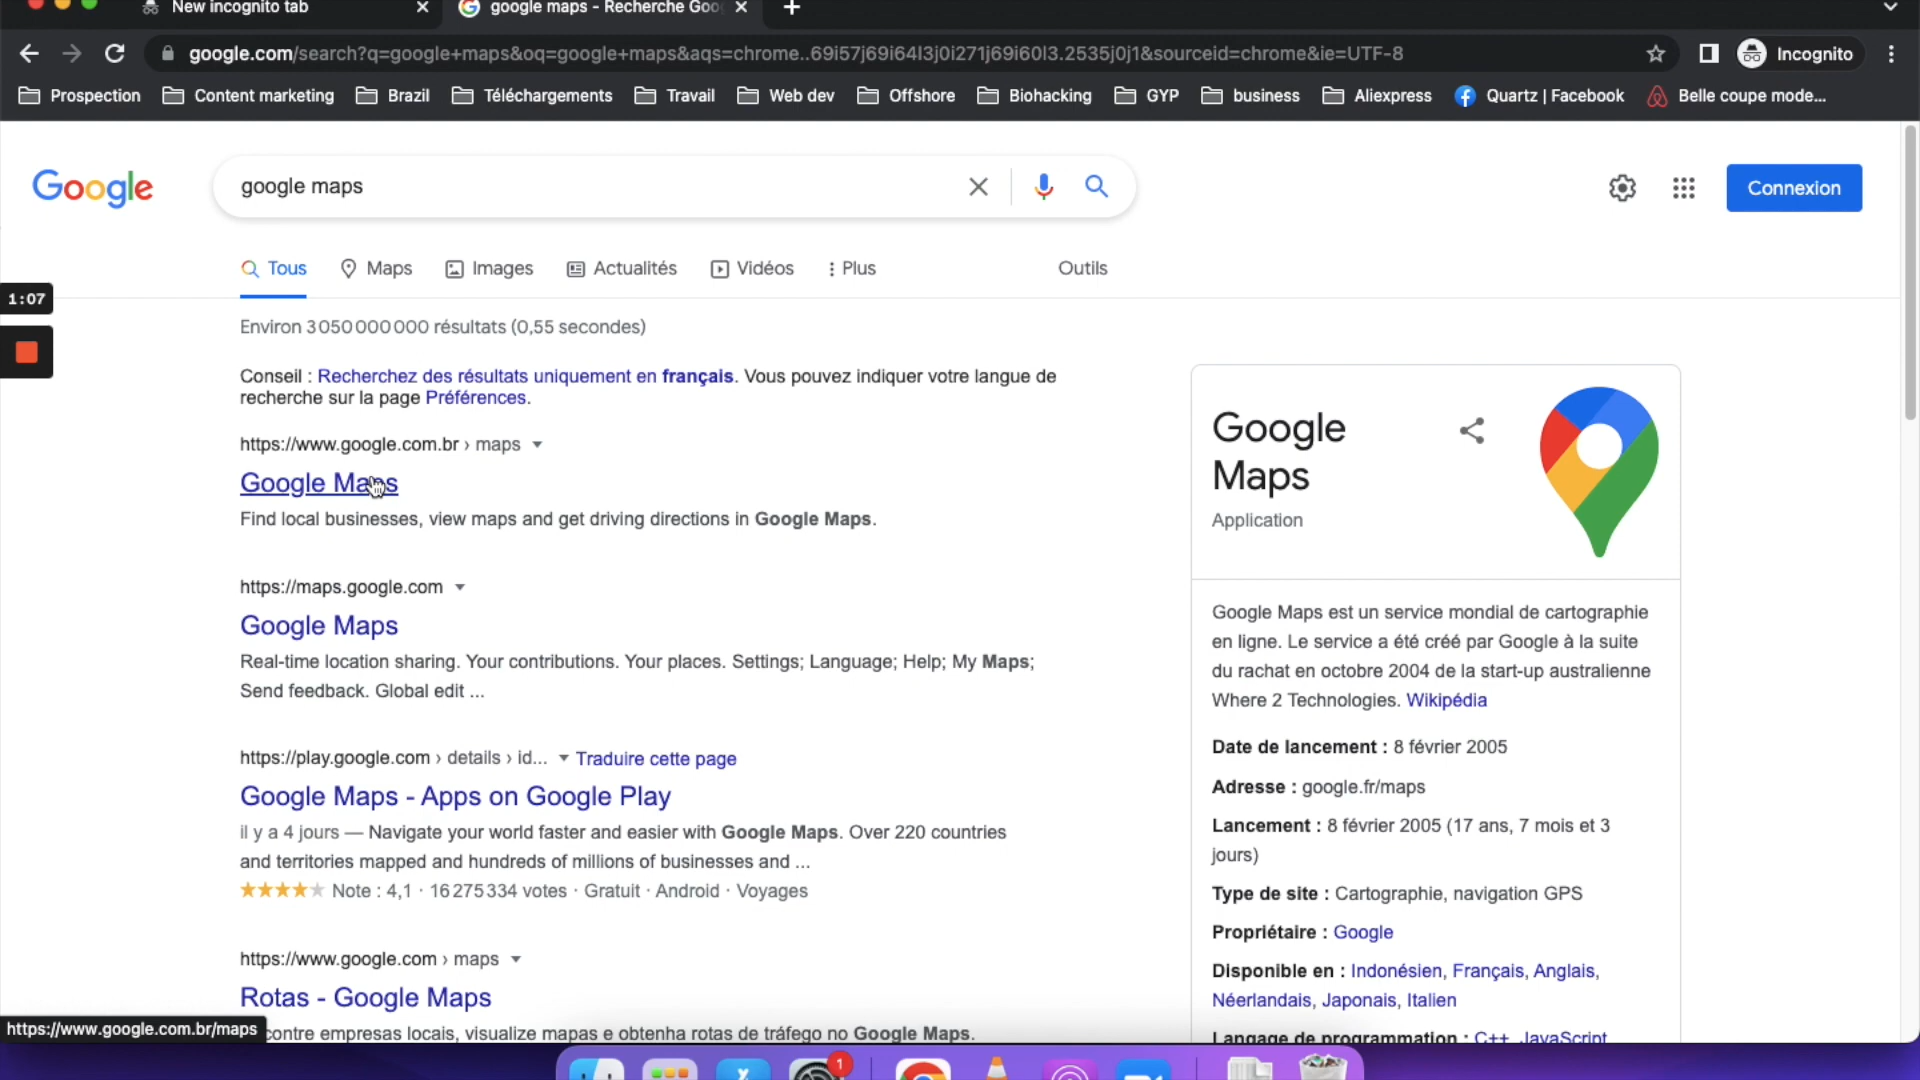 New incognito tab
google maps - Recherche Goo
google.com/search?q=google+maps&oq=google+maps&aqs=chrome..69i57j69i64l3j0i271j69i60l3.2535j0j1&sourceid=chrome&ie=UTF-8
Incognito
Prospection
Content marketing
Brazil
Téléchargements
Travail
Web dev
Offshore
Biohacking
GYP
business
Aliexpress
Quartz | Facebook
Belle coupe mode...
Google
google maps
Connexion
Tous
Maps
Images
Actualités
Vidéos
Plus
Outils
1:07
Environ 3 050 000 000 résultats (0,55 secondes)
Conseil : Recherchez des résultats uniquement en français. Vous pouvez indiquer votre langue de
recherche sur la page Préférences.
https://www.google.com.br › maps
Google Maps
Find local businesses, view maps and get driving directions in Google Maps.
https://maps.google.com
Google Maps
Real-time location sharing. Your contributions. Your places. Settings; Language; Help; My Maps;
Send feedback. Global edit ...
https://play.google.com › details › id... Traduire cette page
Google Maps - Apps on Google Play
il y a 4 jours — Navigate your world faster and easier with Google Maps. Over 220 countries
and territories mapped and hundreds of millions of businesses and ...
Note : 4,1 · 16 275 334 votes · Gratuit · Android · Voyages
https://www.google.com › maps
Rotas - Google Maps
contre empresas locais, visualize mapas e obtenha rotas de tráfego no Google Maps.
https://www.google.com.br/maps
Google
Maps
Application
Google Maps est un service mondial de cartographie
en ligne. Le service a été créé par Google à la suite
du rachat en octobre 2004 de la start-up australienne
Where 2 Technologies. Wikipédia
Date de lancement : 8 février 2005
Adresse : google.fr/maps
Lancement : 8 février 2005 (17 ans, 7 mois et 3
jours)
Type de site : Cartographie, navigation GPS
Propriétaire : Google
Disponible en : Indonésien, Français, Anglais,
Néerlandais, Japonais, Italien
Langage de programmation : C++, JavaScript
1